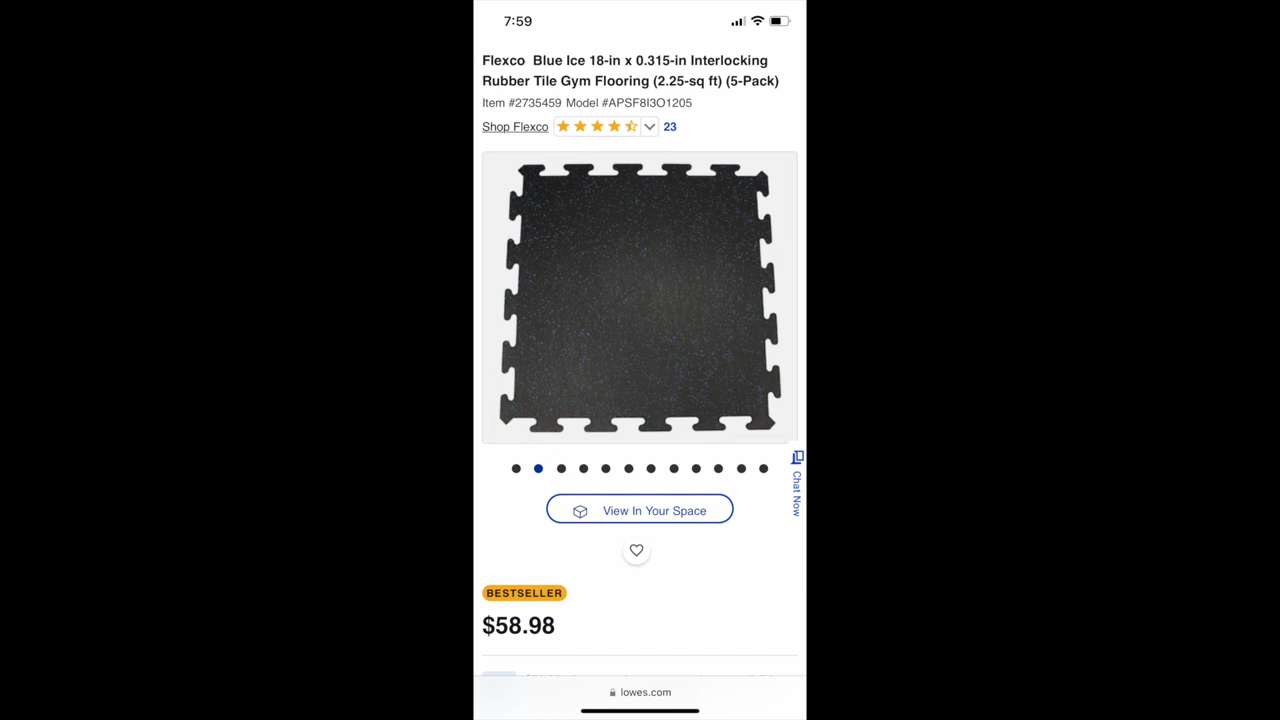 7:59
Flexco Blue Ice 18-in x 0.315-in Interlocking
Rubber Tile Gym Flooring (2.25-sq ft) (5-Pack)
Item #2735459 Model #APSF8I3O1205
Shop Flexco 23
Chat Now
View In Your Space
BESTSELLER
$58.98
lowes.com